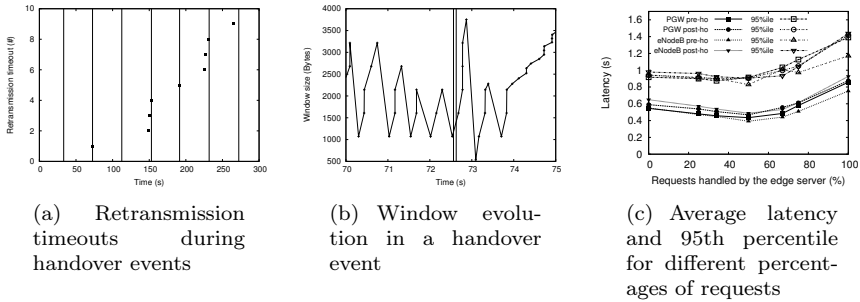 Retransmission timeout (#)
10
8
6
4
2
0
0 50 100 150 200 250 300
Time (s)
(a) Retransmission
timeouts during
handover events
Window size (Bytes)
4000
3500
3000
2500
2000
1500
1000
500
70 71 72 73 74 75
Time (s)
(b) Window evolu-
tion in a handover
event
Latency (s)
1.6
1.4
1.2
1
0.8
0.6
0.4
0.2
0
PGW pre-ho 95%ile
PGW post-ho 95%ile
eNodeB pre-ho 95%ile
eNodeB post-ho 95%ile
0 20 40 60 80 100
Requests handled by the edge server (%)
(c) Average latency
and 95th percentile
for different percent-
ages of requests